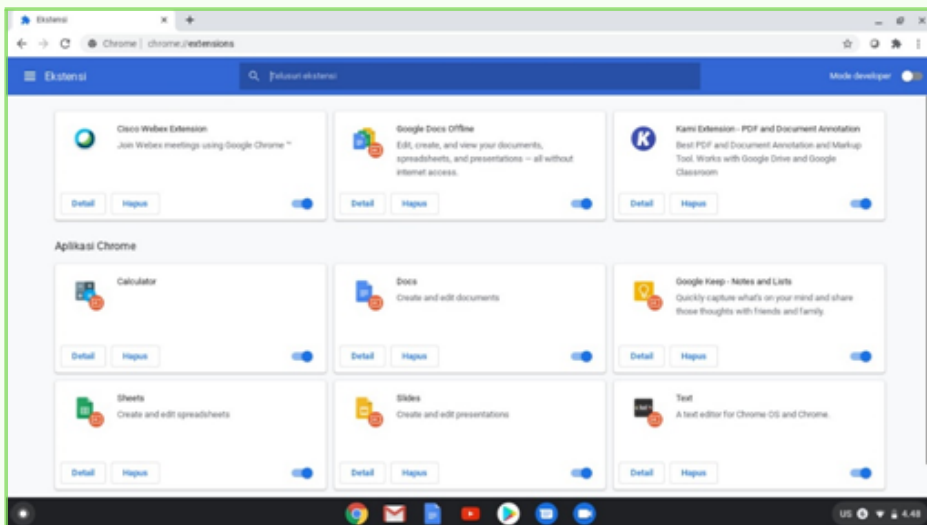 Ekstensi
Chrome | chrome://extensions
Ekstensi
Telusuri ekstensi
Mode developer
Cisco Webex Extension
Join Webex meetings using Google Chrome ™
Detail
Hapus
Google Docs Offline
Edit, create, and view your documents,
spreadsheets, and presentations — all without
internet access.
Detail
Hapus
Kami Extension - PDF and Document Annotation
Best PDF and Document Annotation and Markup
Tool. Works with Google Drive and Google
Classroom
Detail
Hapus
Aplikasi Chrome
Calculator
Detail
Hapus
Docs
Create and edit documents
Detail
Hapus
Google Keep - Notes and Lists
Quickly capture what's on your mind and share
those thoughts with friends and family.
Detail
Hapus
Sheets
Create and edit spreadsheets
Detail
Hapus
Slides
Create and edit presentations
Detail
Hapus
Text
A text editor for Chrome OS and Chrome.
Detail
Hapus
US
4.48